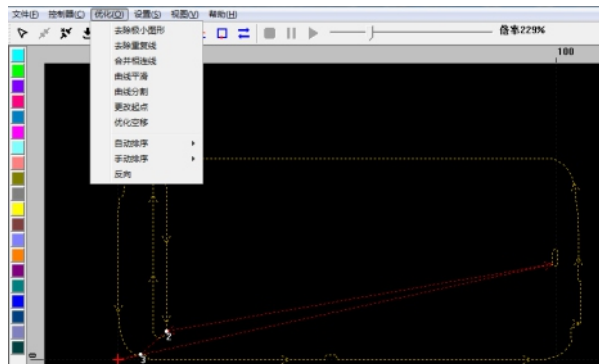 文件(F) 控制器(C) 优化(O) 设置(S) 视图(V) 帮助(H)
倍率229%
去除极小图形
去除重复线
合并相连线
曲线平滑
曲线分割
更改起点
优化空移
自动排序
手动排序
反向
100
2
3
0